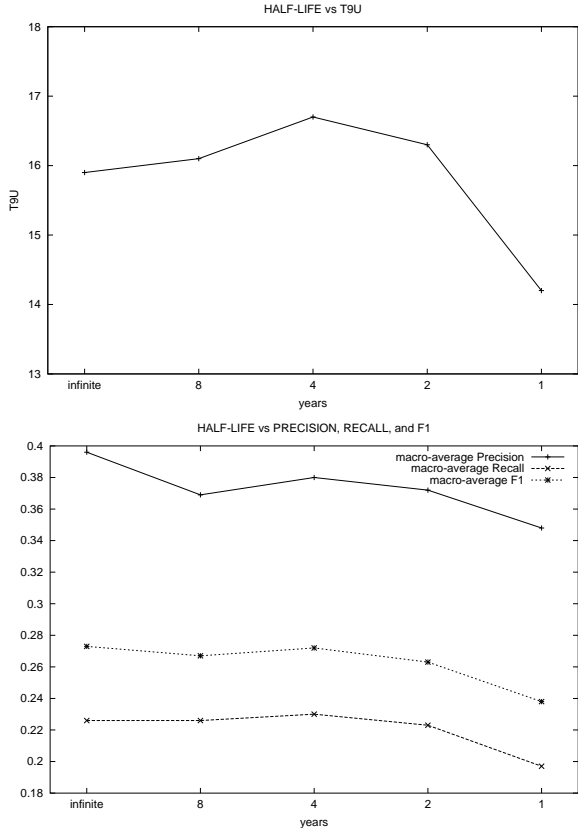 HALF-LIFE vs T9U
18
17
16
15
14
13
T9U
infinite 8 4 2 1
years
HALF-LIFE vs PRECISION, RECALL, and F1
macro-average Precision
macro-average Recall
macro-average F1
0.4
0.38
0.36
0.34
0.32
0.3
0.28
0.26
0.24
0.22
0.2
0.18
infinite 8 4 2 1
years